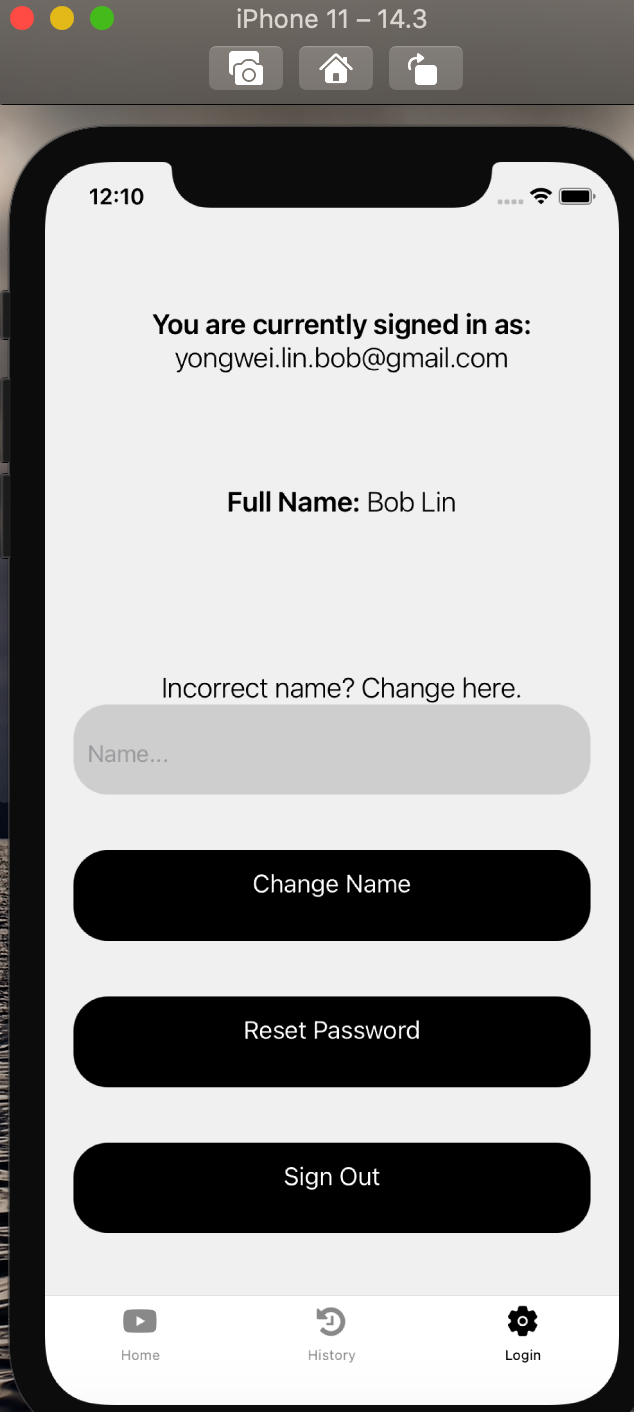 iPhone 11 – 14.3
12:10
You are currently signed in as:
yongwei.lin.bob@gmail.com
Full Name: Bob Lin
Incorrect name? Change here.
Name...
Change Name
Reset Password
Sign Out
Home
History
Login